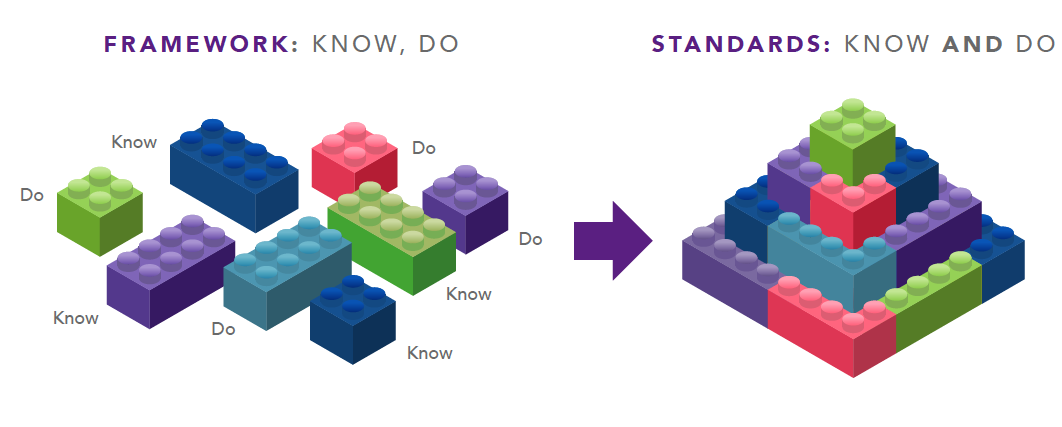 FRAMEWORK: KNOW, DO
STANDARDS: KNOW AND DO
Know
Do
Do
Do
Know
Know
Do
Know